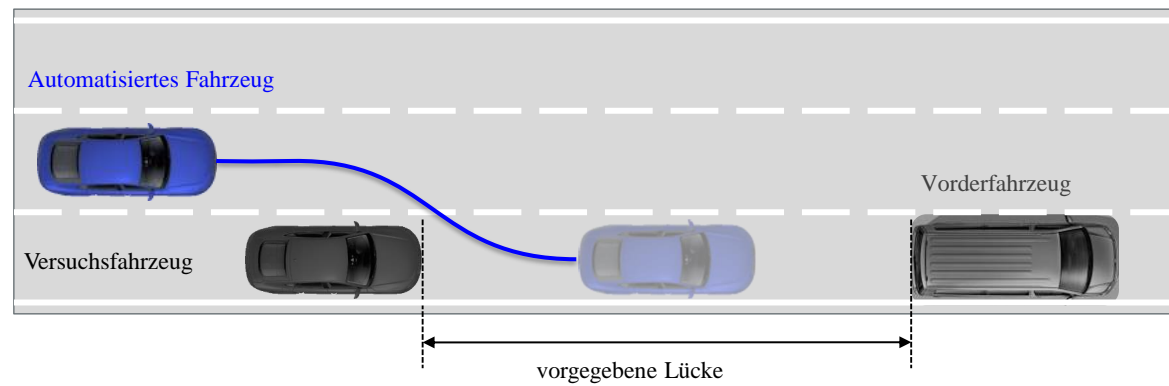 Automatisiertes Fahrzeug
Vorderfahrzeug
Versuchsfahrzeug
vorgegebene Lücke